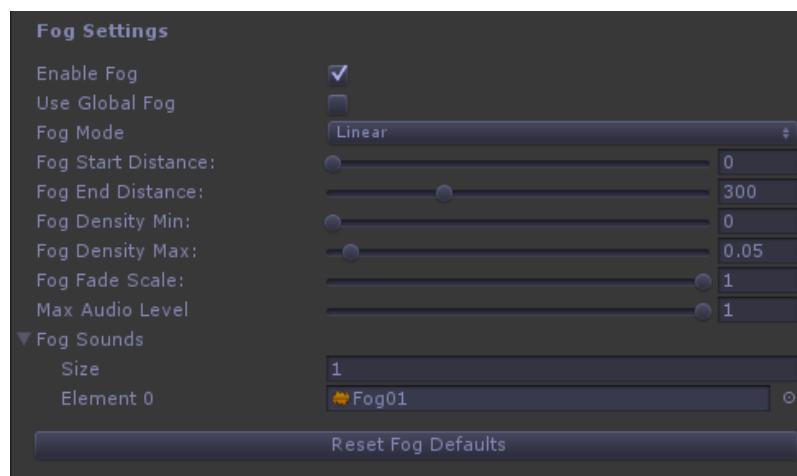 Fog Settings
Enable Fog
Use Global Fog
Fog Mode Linear
Fog Start Distance: 0
Fog End Distance: 300
Fog Density Min: 0
Fog Density Max: 0.05
Fog Fade Scale: 1
Max Audio Level 1
Fog Sounds
Size 1
Element 0 Fog01
Reset Fog Defaults